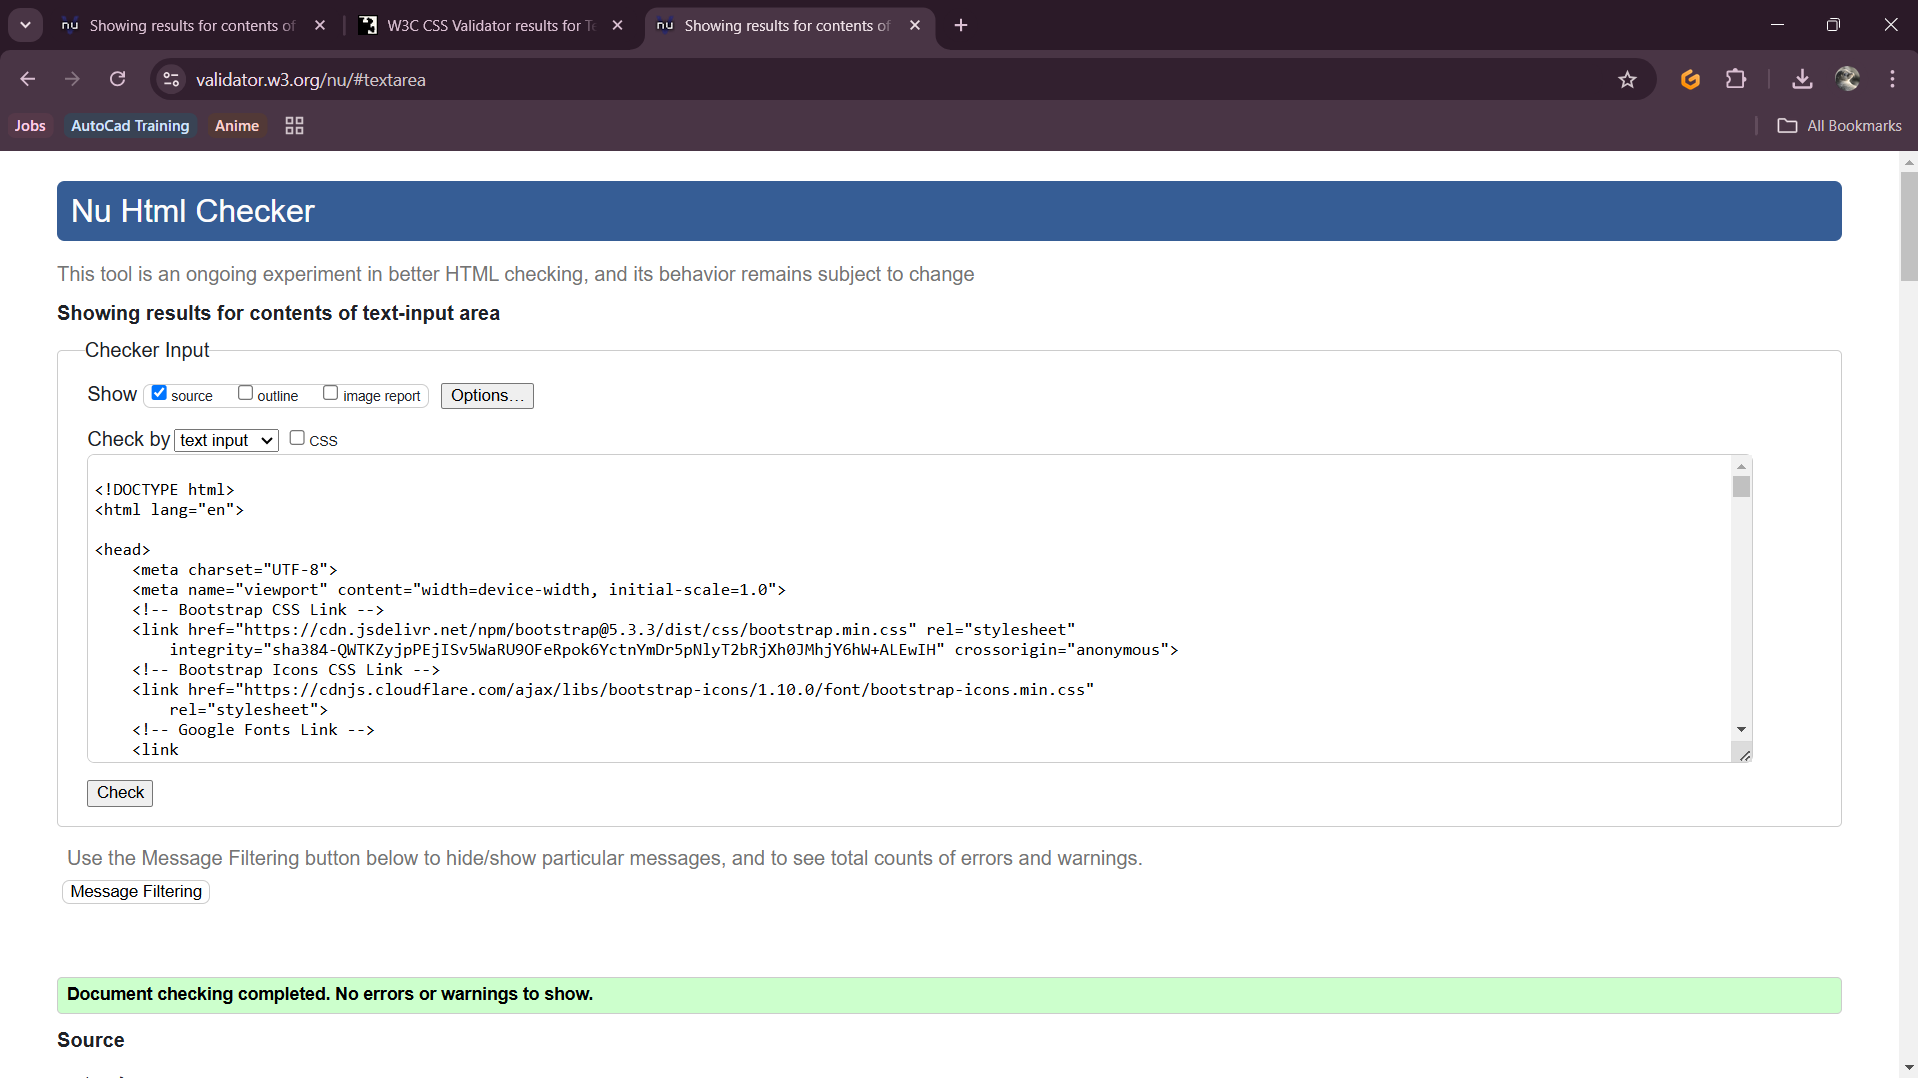 nu Showing results for contents of
W3C CSS Validator results for Te
nu Showing results for contents of
validator.w3.org/nu/#textarea
Jobs
AutoCad Training
Anime
All Bookmarks
Nu Html Checker
This tool is an ongoing experiment in better HTML checking, and its behavior remains subject to change
Showing results for contents of text-input area
Checker Input
Show source outline image report Options...
Check by text input CSS
<!DOCTYPE html>
<html lang="en">
<head>
<meta charset="UTF-8">
<meta name="viewport" content="width=device-width, initial-scale=1.0">
<!-- Bootstrap CSS Link -->
<link href="https://cdn.jsdelivr.net/npm/bootstrap@5.3.3/dist/css/bootstrap.min.css" rel="stylesheet"
integrity="sha384-QWTKZyjpPEjISv5WaRU9OFeRpok6YctnYmDr5pNlyT2bRjXh0JMhjY6hW+ALEwIH" crossorigin="anonymous">
<!-- Bootstrap Icons CSS Link -->
<link href="https://cdnjs.cloudflare.com/ajax/libs/bootstrap-icons/1.10.0/font/bootstrap-icons.min.css"
rel="stylesheet">
<!-- Google Fonts Link -->
<link
Check
Use the Message Filtering button below to hide/show particular messages, and to see total counts of errors and warnings.
Message Filtering
Document checking completed. No errors or warnings to show.
Source